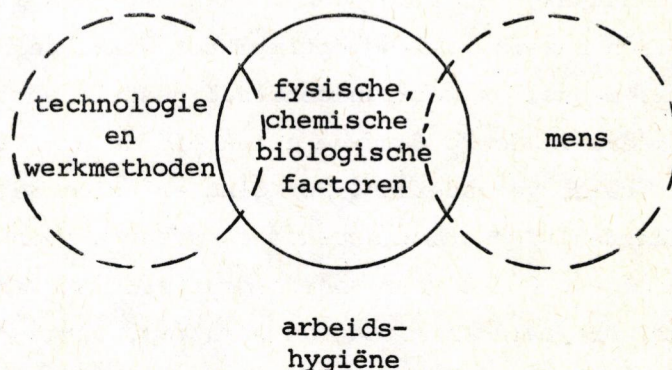 technologie
en
werkmethoden
fysische,
chemische,
biologische
factoren
mens
arbeids-
hygiëne